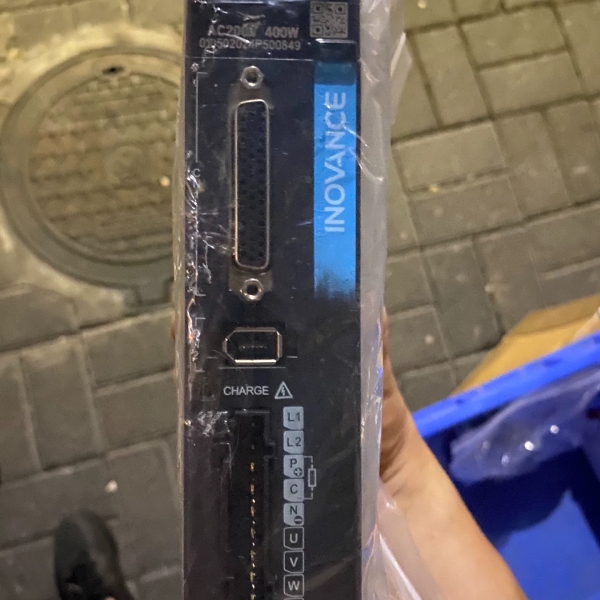 AC200V 400W
INOVANCE
CHARGE
L1
L2
P
C
N
U
V
W